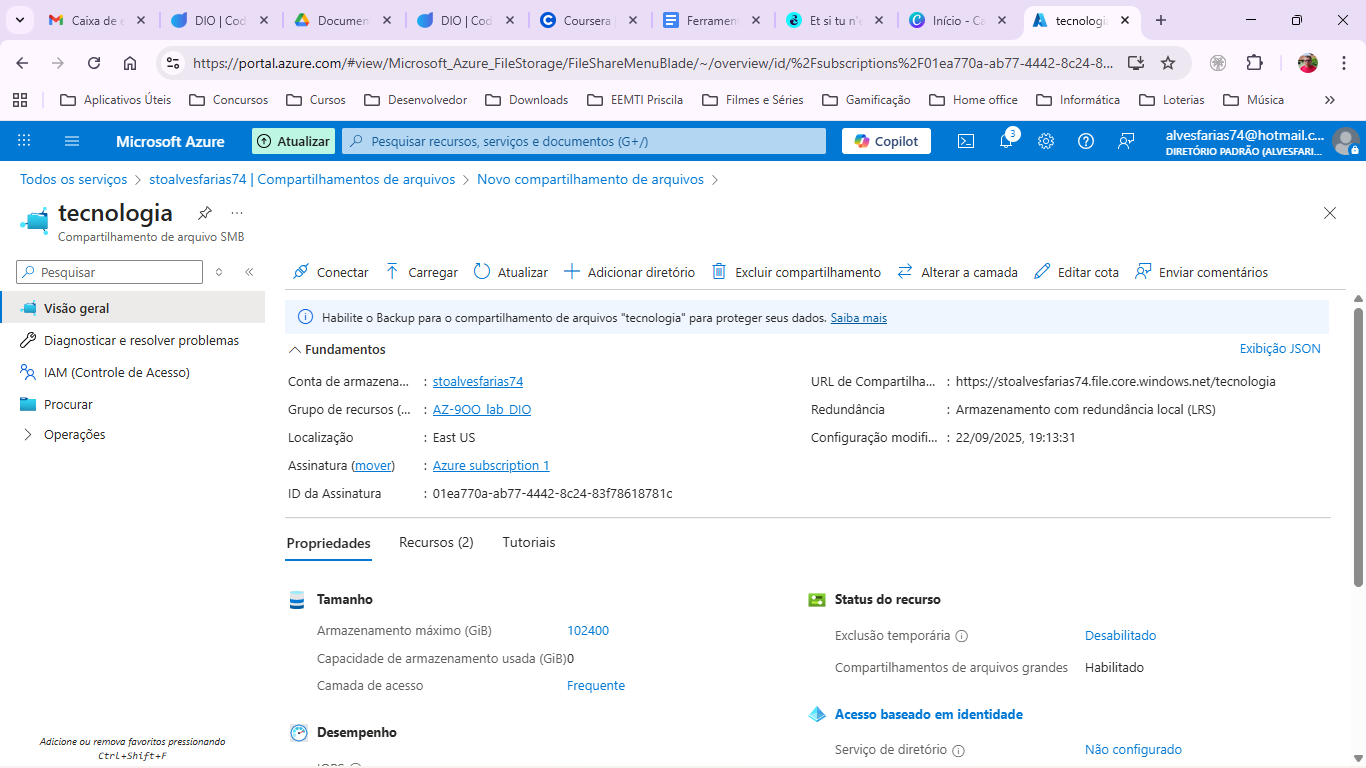 Caixa de e
DIO | Cod
Documen
DIO | Cod
Coursera
Ferrament
Et si tu n'e
Início - Ca
tecnologia
https://portal.azure.com/#view/Microsoft_Azure_FileStorage/FileShareMenuBlade/~/overview/id/%2Fsubscriptions%2F01ea770a-ab77-4442-8c24-8...
Aplicativos Úteis
Concursos
Cursos
Desenvolvedor
Downloads
EEMTI Priscila
Filmes e Séries
Gamificação
Home office
Informática
Loterias
Música
Microsoft Azure
Atualizar
Pesquisar recursos, serviços e documentos (G+/)
Copilot
3
alvesfarias74@hotmail.c...
DIRETÓRIO PADRÃO (ALVESFARI...
Todos os serviços > stoalvesfarias74 | Compartilhamentos de arquivos > Novo compartilhamento de arquivos >
tecnologia
Compartilhamento de arquivo SMB
Pesquisar
Conectar
Carregar
Atualizar
Adicionar diretório
Excluir compartilhamento
Alterar a camada
Editar cota
Enviar comentários
Visão geral
Diagnosticar e resolver problemas
IAM (Controle de Acesso)
Procurar
Operações
Adicione ou remova favoritos pressionando
Ctrl+Shift+F
Habilite o Backup para o compartilhamento de arquivos "tecnologia" para proteger seus dados. Saiba mais
Fundamentos
Exibição JSON
Conta de armazena... : stoalvesfarias74
Grupo de recursos (... : AZ-9OO_lab_DIO
Localização : East US
Assinatura (mover) : Azure subscription 1
ID da Assinatura : 01ea770a-ab77-4442-8c24-83f78618781c
URL de Compartilha... : https://stoalvesfarias74.file.core.windows.net/tecnologia
Redundância : Armazenamento com redundância local (LRS)
Configuração modifi... : 22/09/2025, 19:13:31
Propriedades
Recursos (2)
Tutoriais
Tamanho
Armazenamento máximo (GiB) 102400
Capacidade de armazenamento usada (GiB) 0
Camada de acesso Frequente
Desempenho
IOPS
Status do recurso
Exclusão temporária Desabilitado
Compartilhamentos de arquivos grandes Habilitado
Acesso baseado em identidade
Serviço de diretório Não configurado